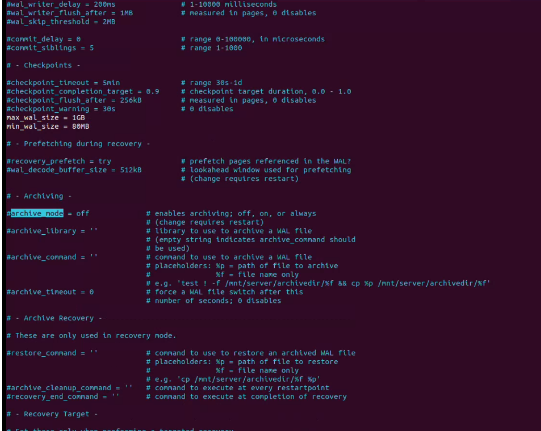 #wal_writer_delay = 200ms # 1-10000 milliseconds
#wal_writer_flush_after = 1MB # measured in pages, 0 disables
#wal_skip_threshold = 2MB
#commit_delay = 0 # range 0-100000, in microseconds
#commit_siblings = 5 # range 1-1000
# - Checkpoints -
#checkpoint_timeout = 5min # range 30s-1d
#checkpoint_completion_target = 0.9 # checkpoint target duration, 0.0 - 1.0
#checkpoint_flush_after = 256kB # measured in pages, 0 disables
#checkpoint_warning = 30s # 0 disables
max_wal_size = 1GB
min_wal_size = 80MB
# - Prefetching during recovery -
#recovery_prefetch = try # prefetch pages referenced in the WAL?
#wal_decode_buffer_size = 512kB # lookahead window used for prefetching
# (change requires restart)
# - Archiving -
#archive_mode = off # enables archiving; off, on, or always
# (change requires restart)
#archive_library = '' # library to use to archive a WAL file
# (empty string indicates archive_command should
# be used)
#archive_command = '' # command to use to archive a WAL file
# placeholders: %p = path of file to archive
# %f = file name only
# e.g. 'test ! -f /mnt/server/archivedir/%f && cp %p /mnt/server/archivedir/%f'
#archive_timeout = 0 # force a WAL file switch after this
# number of seconds; 0 disables
# - Archive Recovery -
# These are only used in recovery mode.
#restore_command = '' # command to use to restore an archived WAL file
# placeholders: %p = path of file to restore
# %f = file name only
# e.g. 'cp /mnt/server/archivedir/%f %p'
#archive_cleanup_command = '' # command to execute at every restartpoint
#recovery_end_command = '' # command to execute at completion of recovery
# - Recovery Target -
# Set these only when performing a targeted recovery.